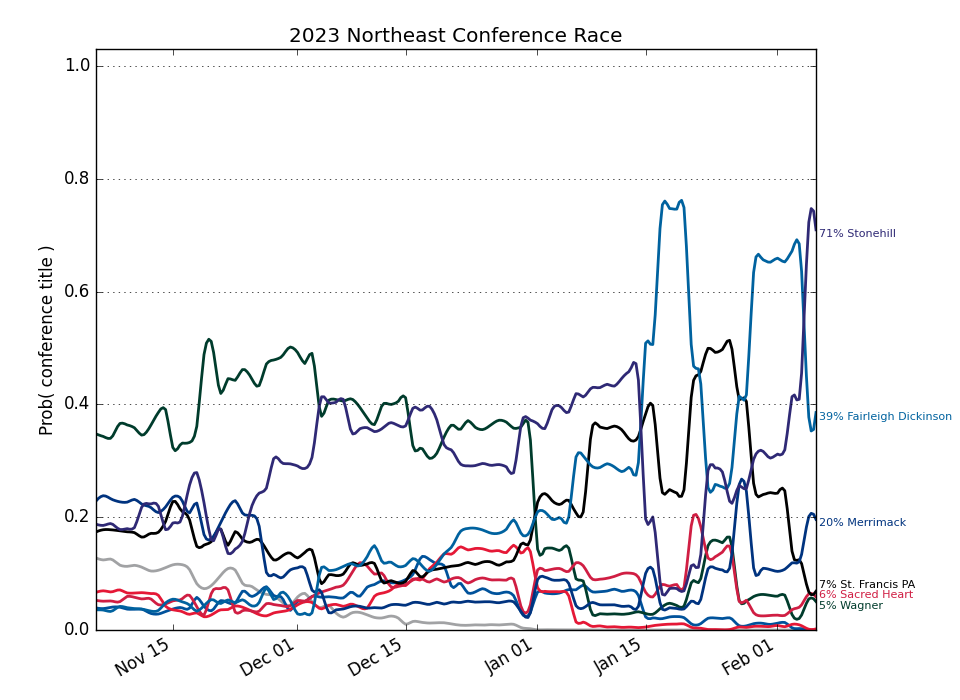 2023 Northeast Conference Race
Prob( conference title )
1.0
0.8
0.6
0.4
0.2
0.0
Nov 15
Dec 01
Dec 15
Jan 01
Jan 15
Feb 01
71% Stonehill
39% Fairleigh Dickinson
20% Merrimack
7% St. Francis PA
6% Sacred Heart
5% Wagner